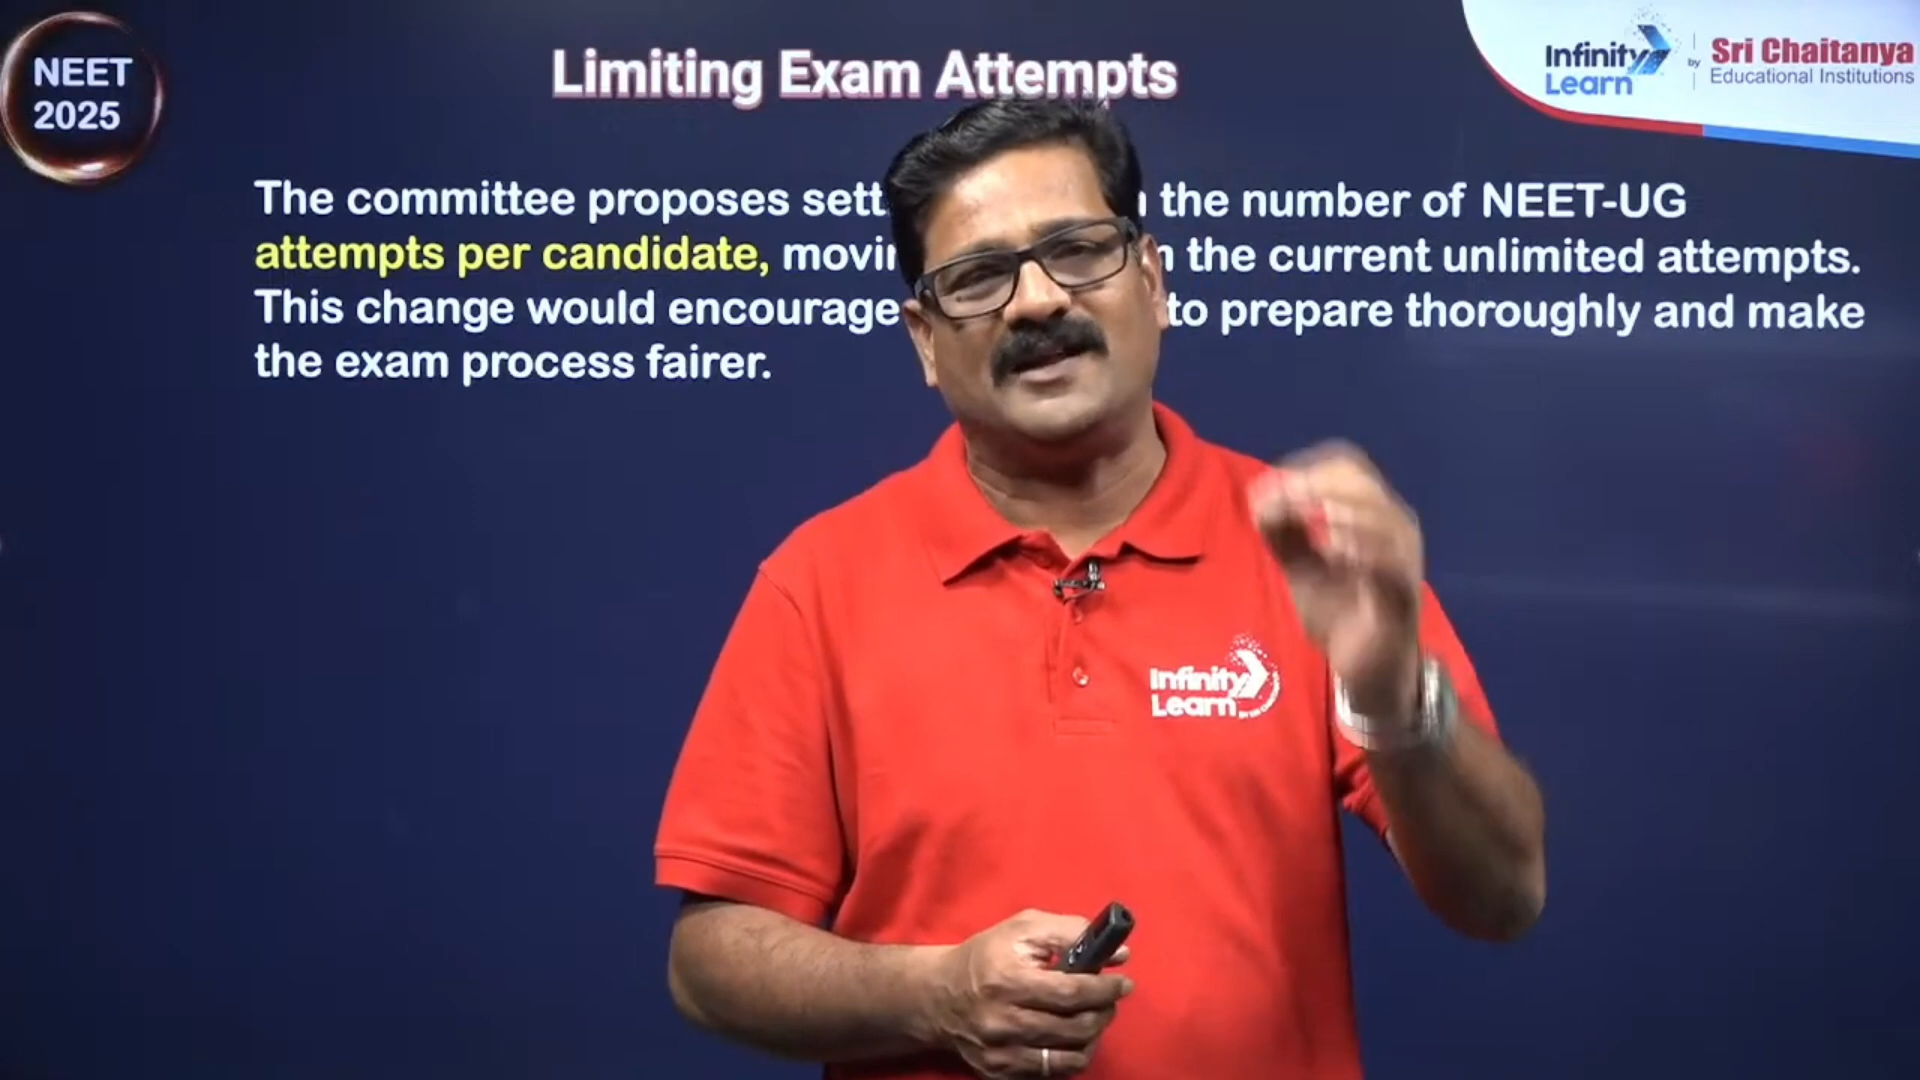 NEET
2025
Limiting Exam Attempts
Infinity
Learn
by
Sri Chaitanya
Educational Institutions
The committee proposes the number of NEET-UG
attempts per candidate, the current unlimited attempts.
This change would encourage to prepare thoroughly and make
the exam process fairer.
Infinity
Learn